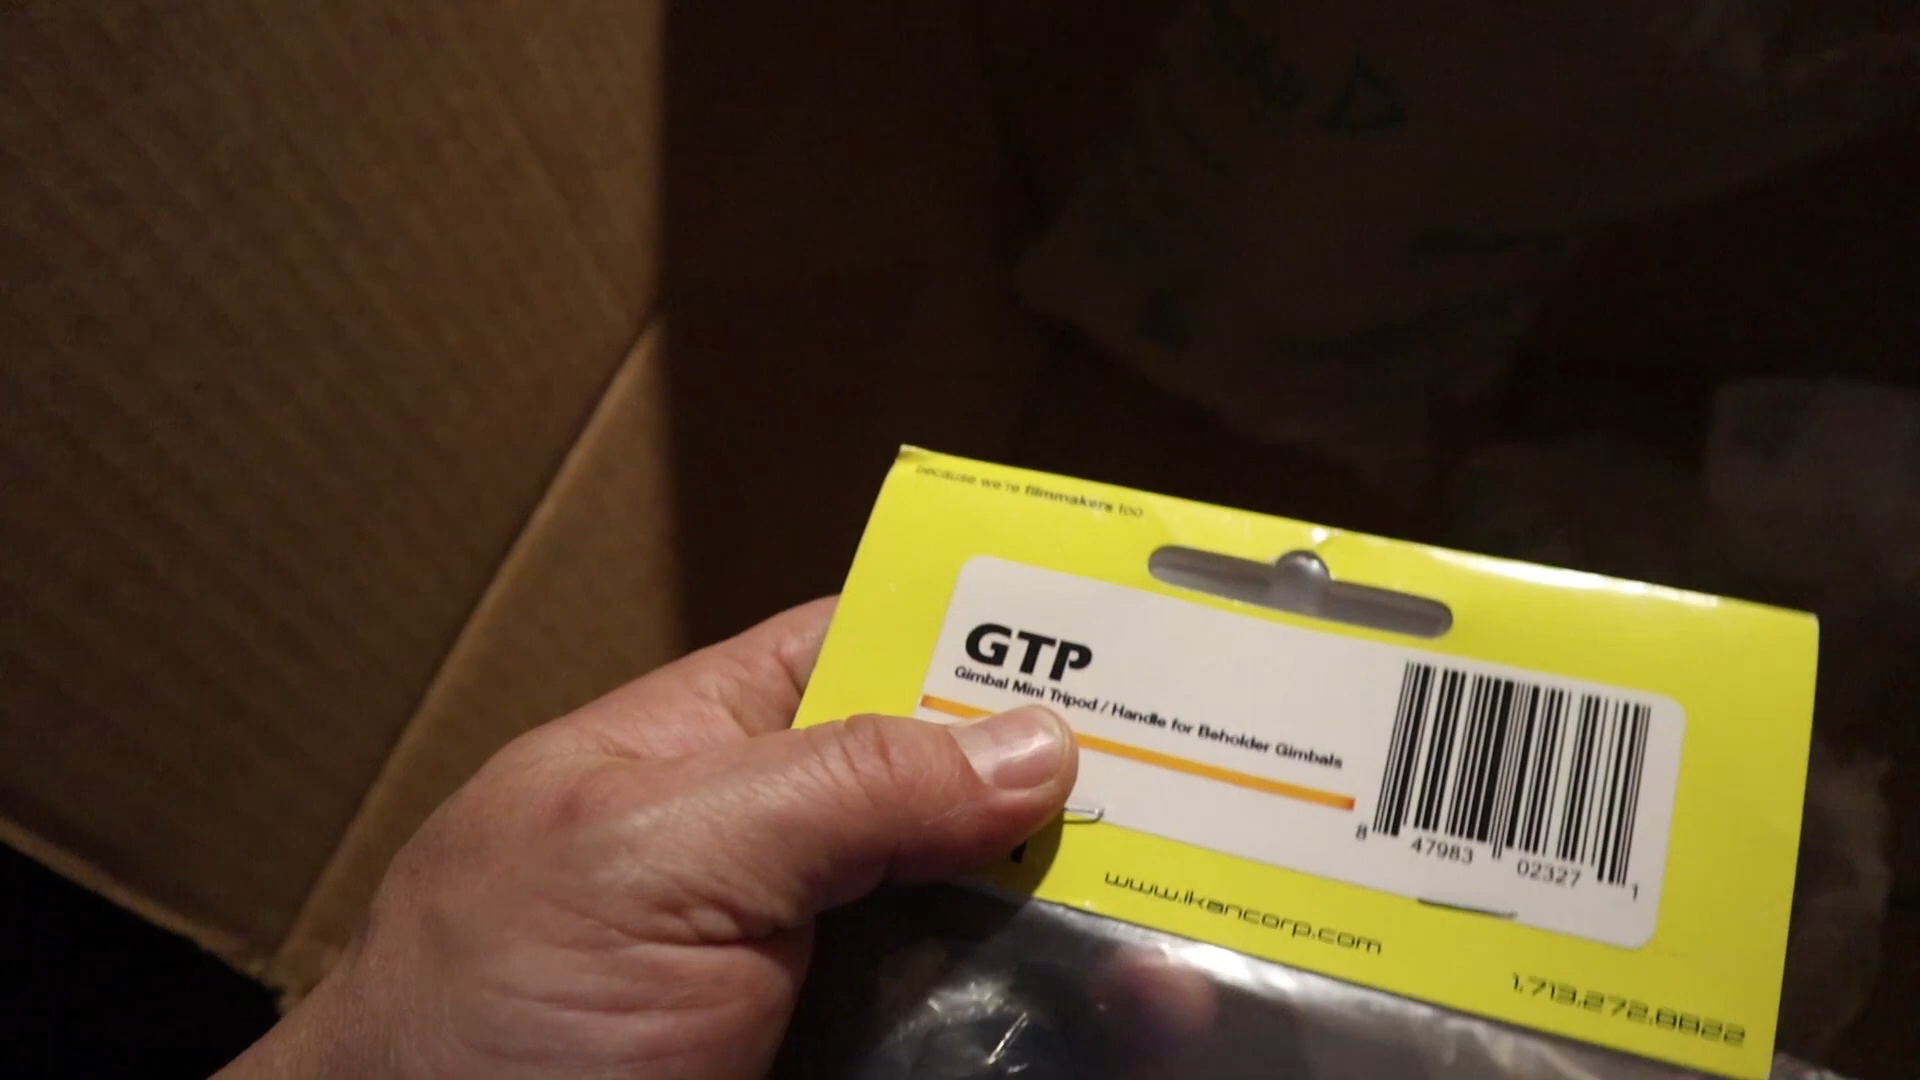 because we're filmmakers too
GTP
Gimbal Mini Tripod / Handle for Beholder Gimbals
8 47983 02327 1
www.ikancorp.com
1.713.272.8822